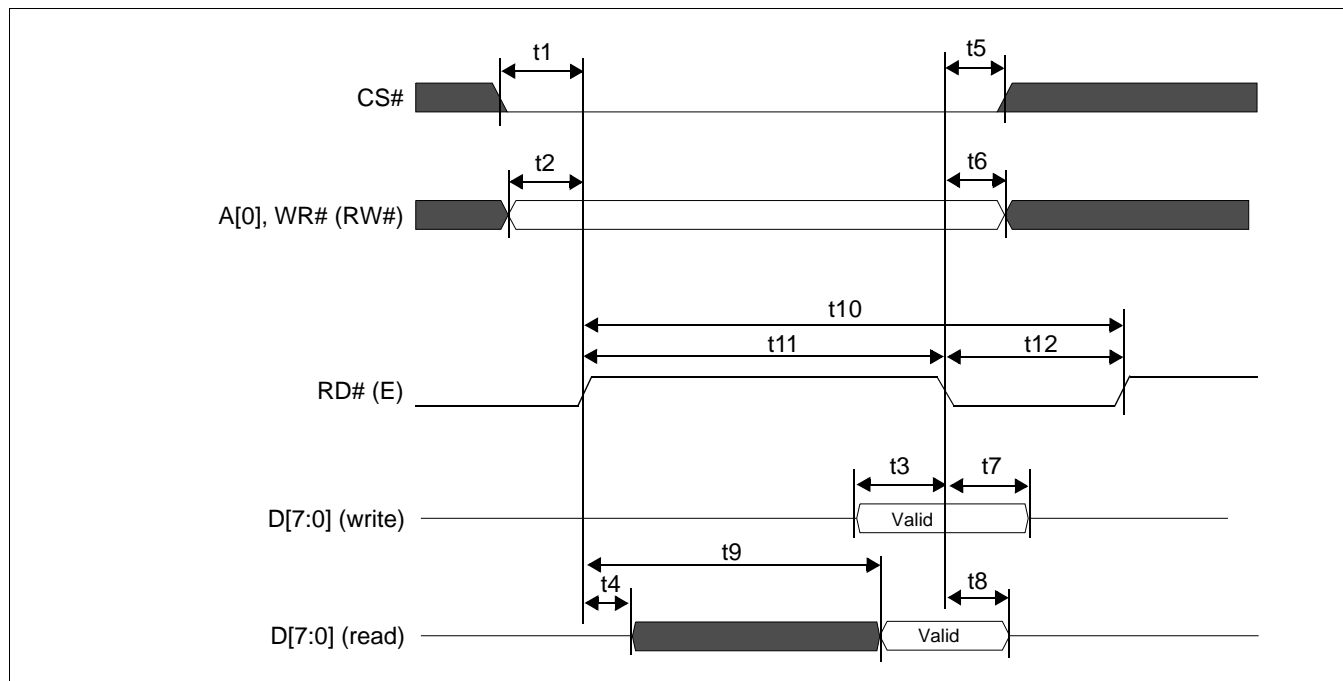 t1
t5
CS#
t2
t6
A[0], WR# (RW#)
t10
t11
t12
RD# (E)
t3
t7
D[7:0] (write)
Valid
t9
t4
t8
D[7:0] (read)
Valid